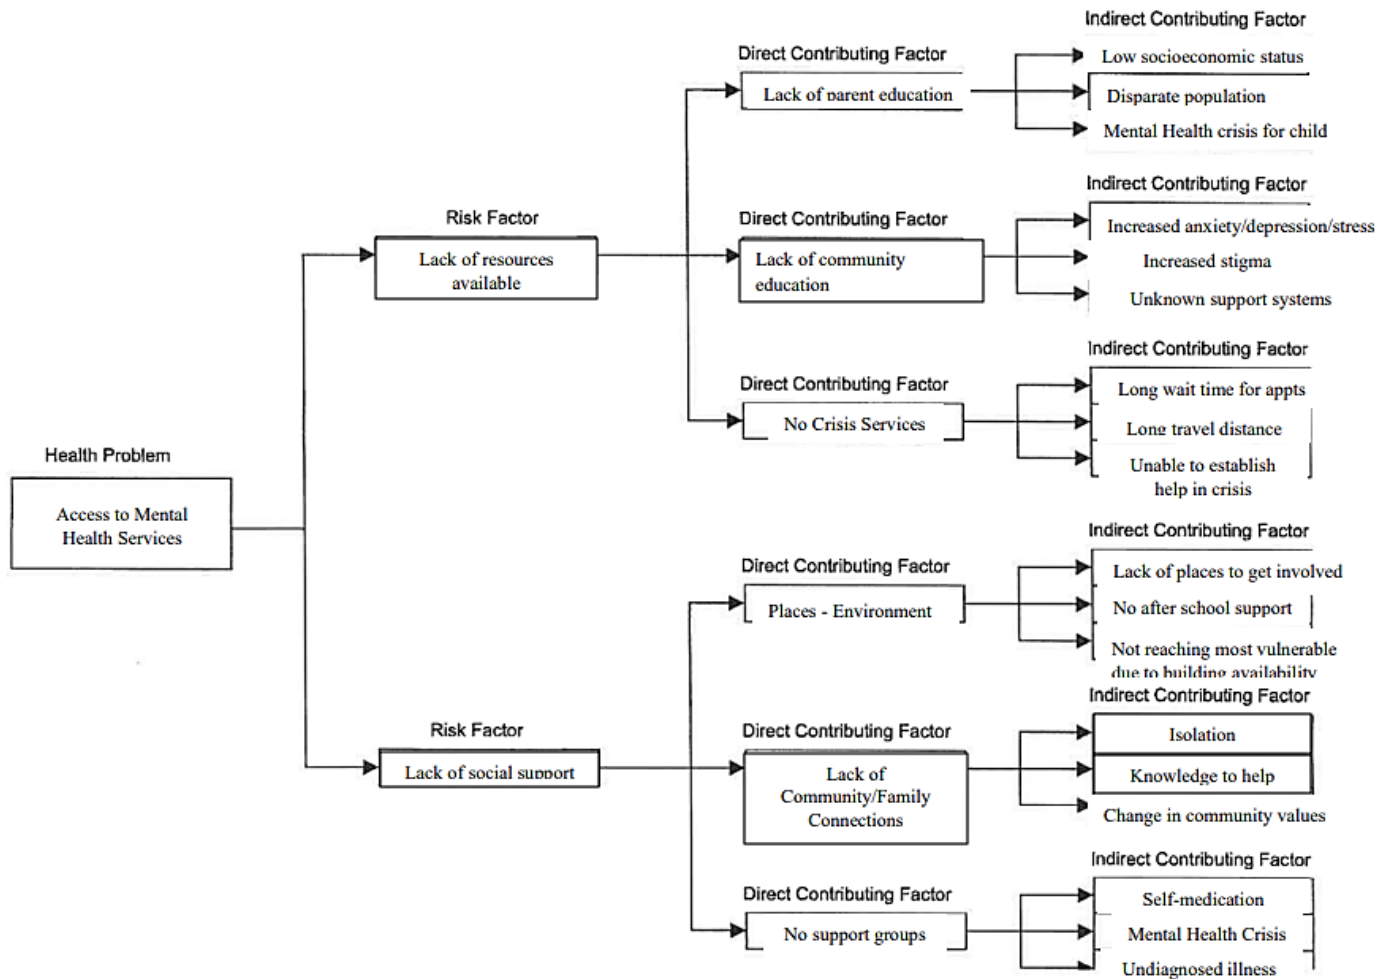 Health Problem
Access to Mental
Health Services
Risk Factor
Lack of resources
available
Direct Contributing Factor
Lack of parent education
Indirect Contributing Factor
Low socioeconomic status
Disparate population
Mental Health crisis for child
Direct Contributing Factor
Lack of community
education
Indirect Contributing Factor
Increased anxiety/depression/stress
Increased stigma
Unknown support systems
Direct Contributing Factor
No Crisis Services
Indirect Contributing Factor
Long wait time for appts
Long travel distance
Unable to establish
help in crisis
Risk Factor
Lack of social support
Direct Contributing Factor
Places - Environment
Indirect Contributing Factor
Lack of places to get involved
No after school support
Not reaching most vulnerable
due to building availability
Direct Contributing Factor
Lack of
Community/Family
Connections
Indirect Contributing Factor
Isolation
Knowledge to help
Change in community values
Direct Contributing Factor
No support groups
Indirect Contributing Factor
Self-medication
Mental Health Crisis
Undiagnosed illness